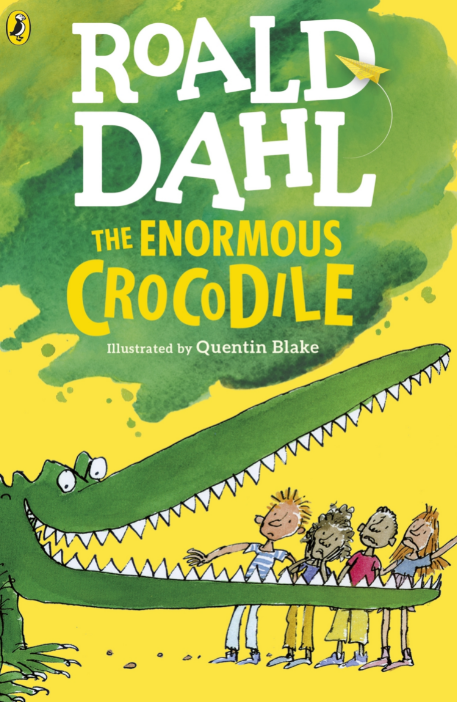 ROALD
DAHL
THE ENORMOUS
CROCODILE
Illustrated by Quentin Blake